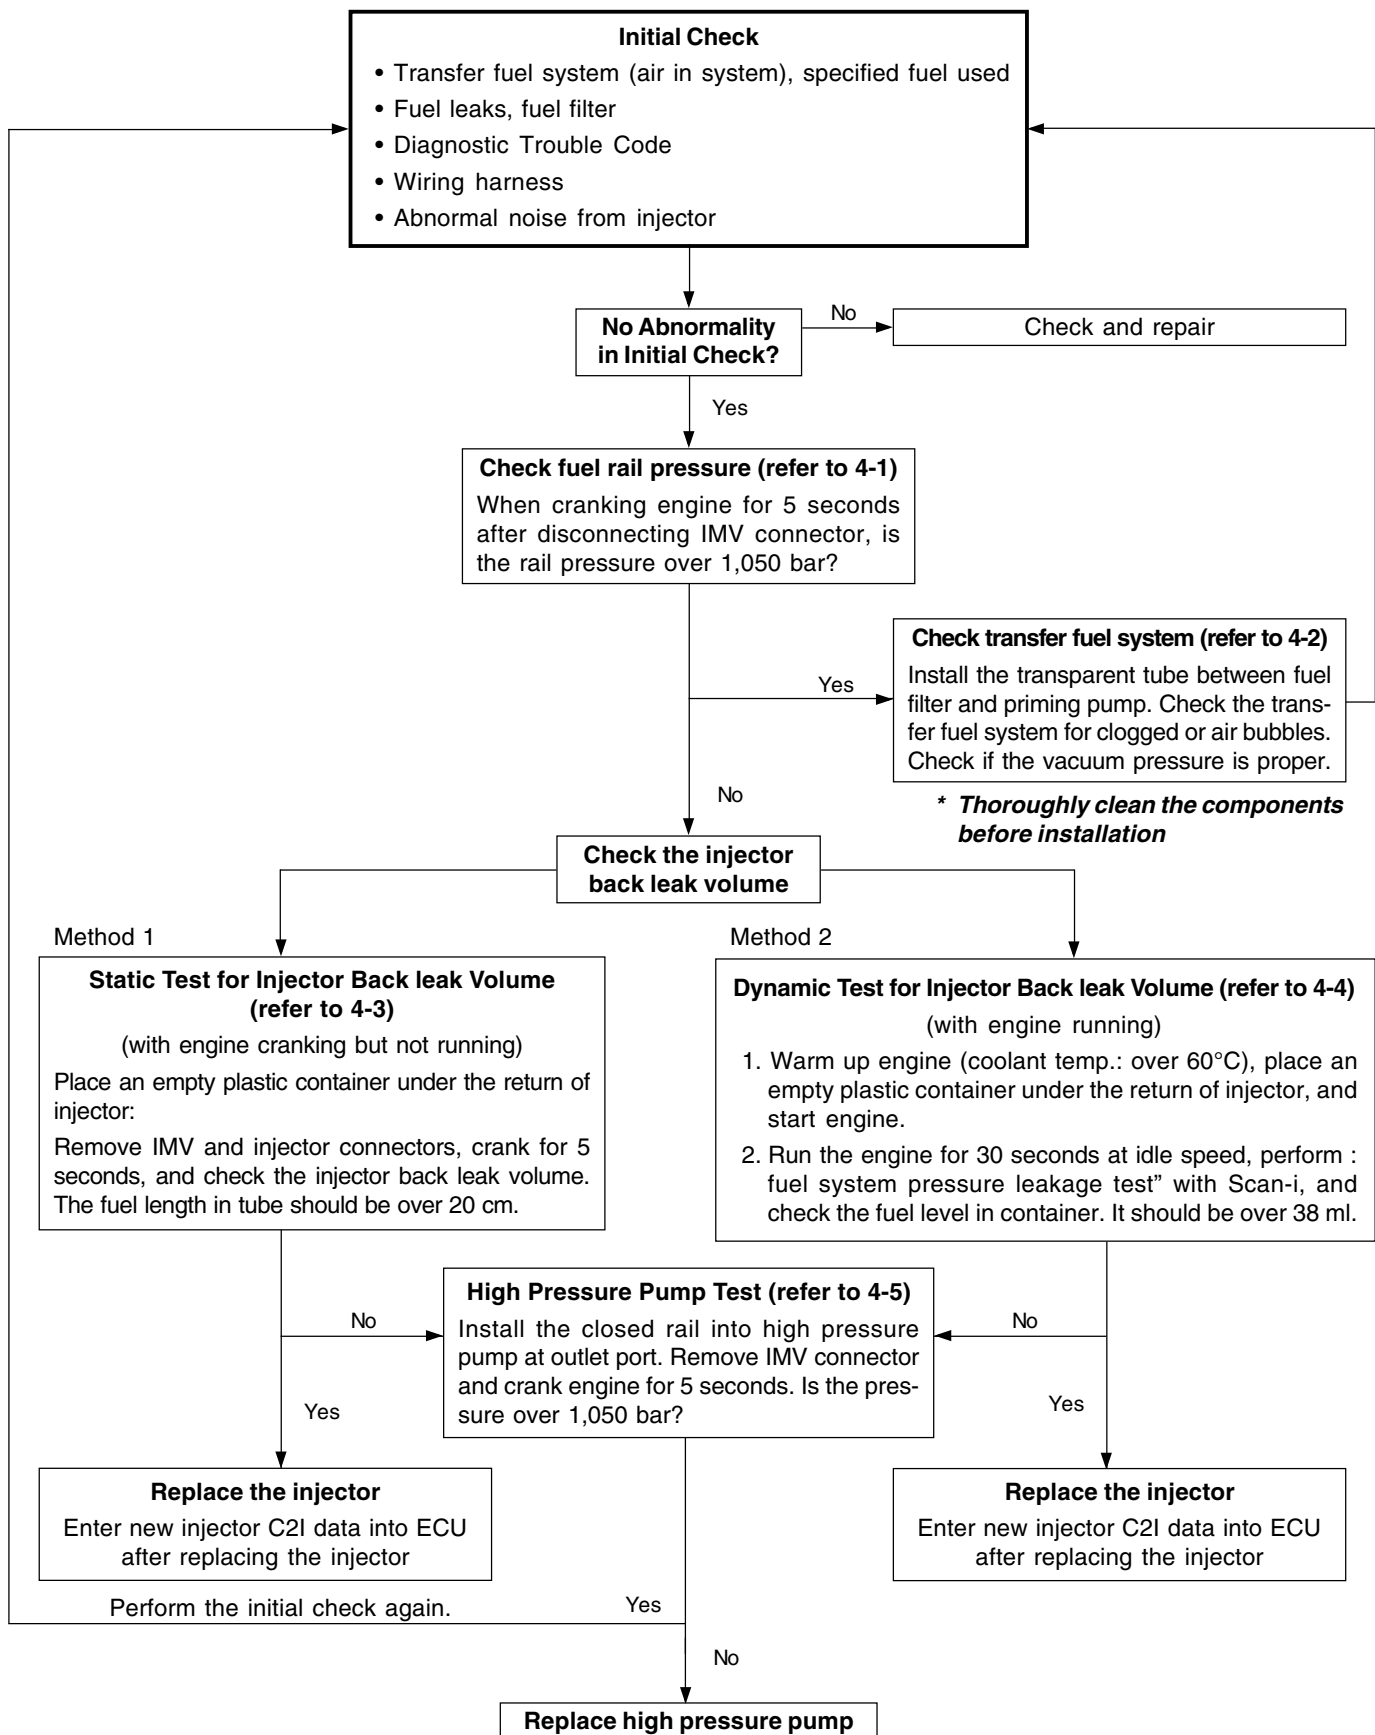 Initial Check
• Transfer fuel system (air in system), specified fuel used
• Fuel leaks, fuel filter
• Diagnostic Trouble Code
• Wiring harness
• Abnormal noise from injector
No Abnormality
in Initial Check?
No
Check and repair
Yes
Check fuel rail pressure (refer to 4-1)
When cranking engine for 5 seconds
after disconnecting IMV connector, is
the rail pressure over 1,050 bar?
Yes
Check transfer fuel system (refer to 4-2)
Install the transparent tube between fuel
filter and priming pump. Check the trans-
fer fuel system for clogged or air bubbles.
Check if the vacuum pressure is proper.
* Thoroughly clean the components
before installation
No
Check the injector
back leak volume
Method 1
Static Test for Injector Back leak Volume
(refer to 4-3)
(with engine cranking but not running)
Place an empty plastic container under the return of
injector:
Remove IMV and injector connectors, crank for 5
seconds, and check the injector back leak volume.
The fuel length in tube should be over 20 cm.
Method 2
Dynamic Test for Injector Back leak Volume (refer to 4-4)
(with engine running)
1. Warm up engine (coolant temp.: over 60°C), place an
empty plastic container under the return of injector, and
start engine.
2. Run the engine for 30 seconds at idle speed, perform :
fuel system pressure leakage test” with Scan-i, and
check the fuel level in container. It should be over 38 ml.
No
High Pressure Pump Test (refer to 4-5)
Install the closed rail into high pressure
pump at outlet port. Remove IMV connector
and crank engine for 5 seconds. Is the pres-
sure over 1,050 bar?
No
Yes
Yes
Replace the injector
Enter new injector C2I data into ECU
after replacing the injector
Replace the injector
Enter new injector C2I data into ECU
after replacing the injector
Perform the initial check again.
Yes
No
Replace high pressure pump